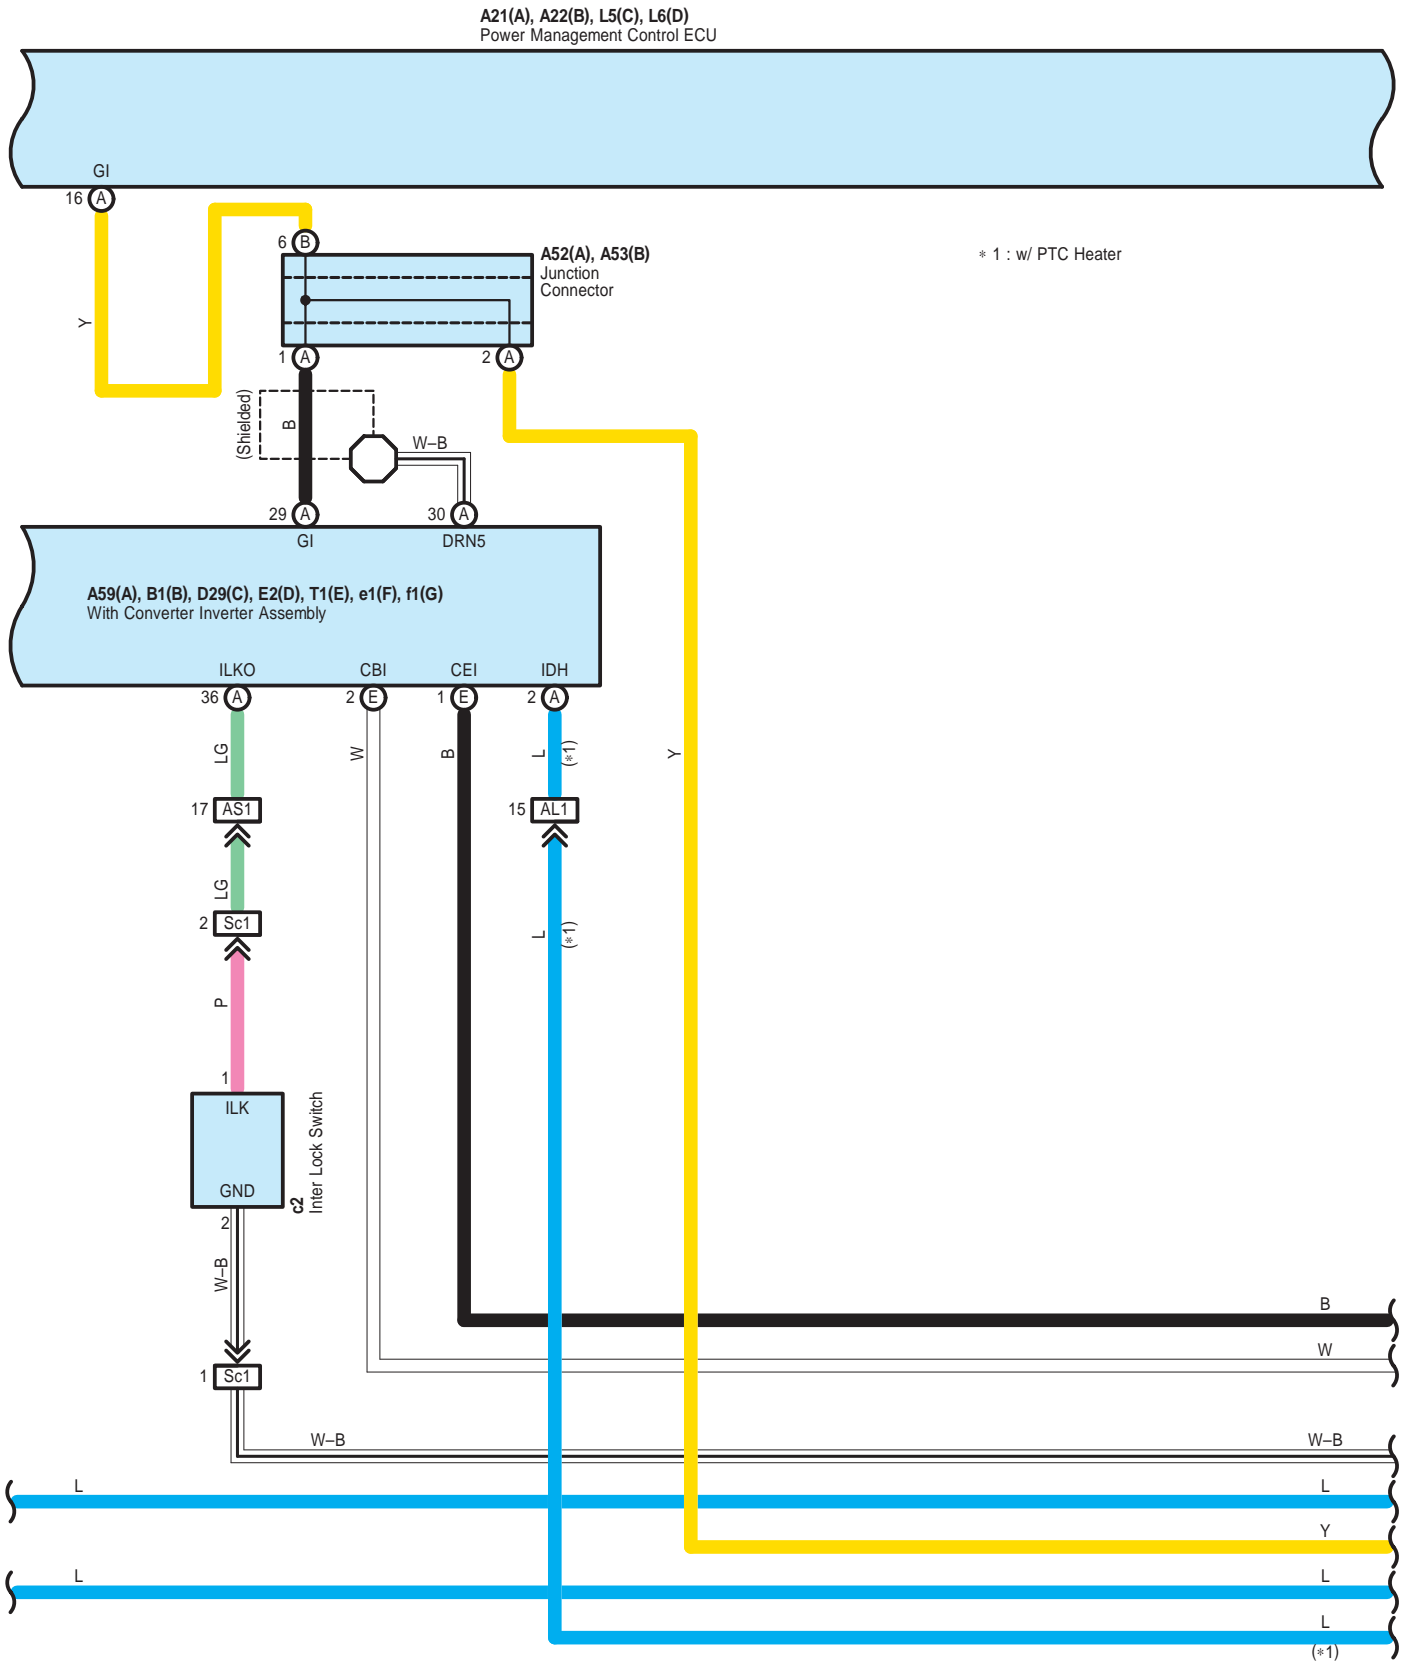 A21(A), A22(B), L5(C), L6(D)
Power Management Control ECU
GI
16 A
6 B
A52(A), A53(B)
Junction
Connector
* 1 : w/ PTC Heater
Y
1 A
2 A
(Shielded)
B
W–B
29 A
30 A
GI
DRN5
A59(A), B1(B), D29(C), E2(D), T1(E), e1(F), f1(G)
With Converter Inverter Assembly
ILKO
CBI
CEI
IDH
36 A
2 E
1 E
2 A
LG
W
B
L
(*1)
Y
17 AS1
15 AL1
LG
2 Sc1
L
(*1)
P
1
ILK
GND
c2
Inter Lock Switch
2
W–B
B
W
1 Sc1
W–B
W–B
L
L
Y
L
L
L
(*1)